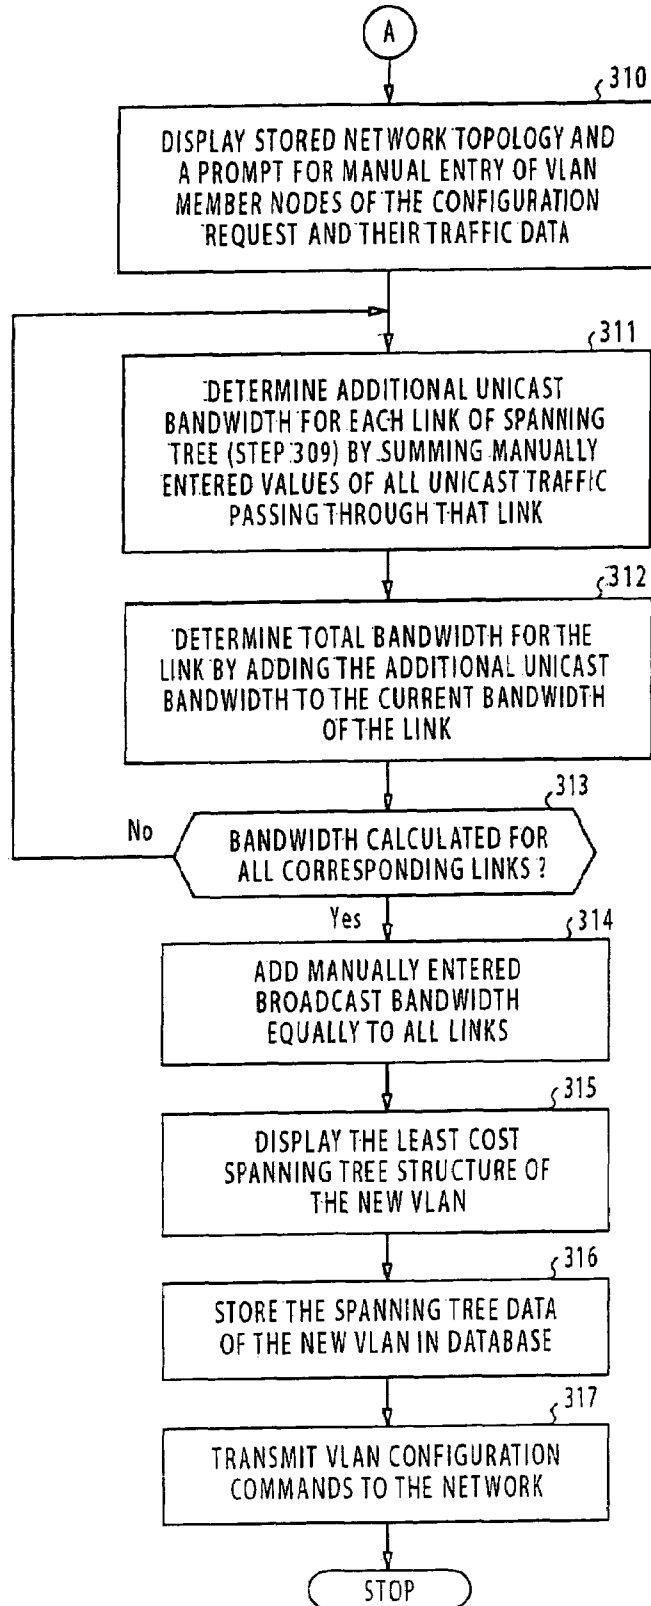 A
310
DISPLAY STORED NETWORK TOPOLOGY AND
A PROMPT FOR MANUAL ENTRY OF VLAN
MEMBER NODES OF THE CONFIGURATION
REQUEST AND THEIR TRAFFIC DATA
311
DETERMINE ADDITIONAL UNICAST
BANDWIDTH FOR EACH LINK OF SPANNING
TREE (STEP 309) BY SUMMING MANUALLY
ENTERED VALUES OF ALL UNICAST TRAFFIC
PASSING THROUGH THAT LINK
312
DETERMINE TOTAL BANDWIDTH FOR THE
LINK BY ADDING THE ADDITIONAL UNICAST
BANDWIDTH TO THE CURRENT BANDWIDTH
OF THE LINK
313
No
BANDWIDTH CALCULATED FOR
ALL CORRESPONDING LINKS ?
Yes
314
ADD MANUALLY ENTERED
BROADCAST BANDWIDTH
EQUALLY TO ALL LINKS
315
DISPLAY THE LEAST COST
SPANNING TREE STRUCTURE OF
THE NEW VLAN
316
STORE THE SPANNING TREE DATA
OF THE NEW VLAN IN DATABASE
317
TRANSMIT VLAN CONFIGURATION
COMMANDS TO THE NETWORK
STOP